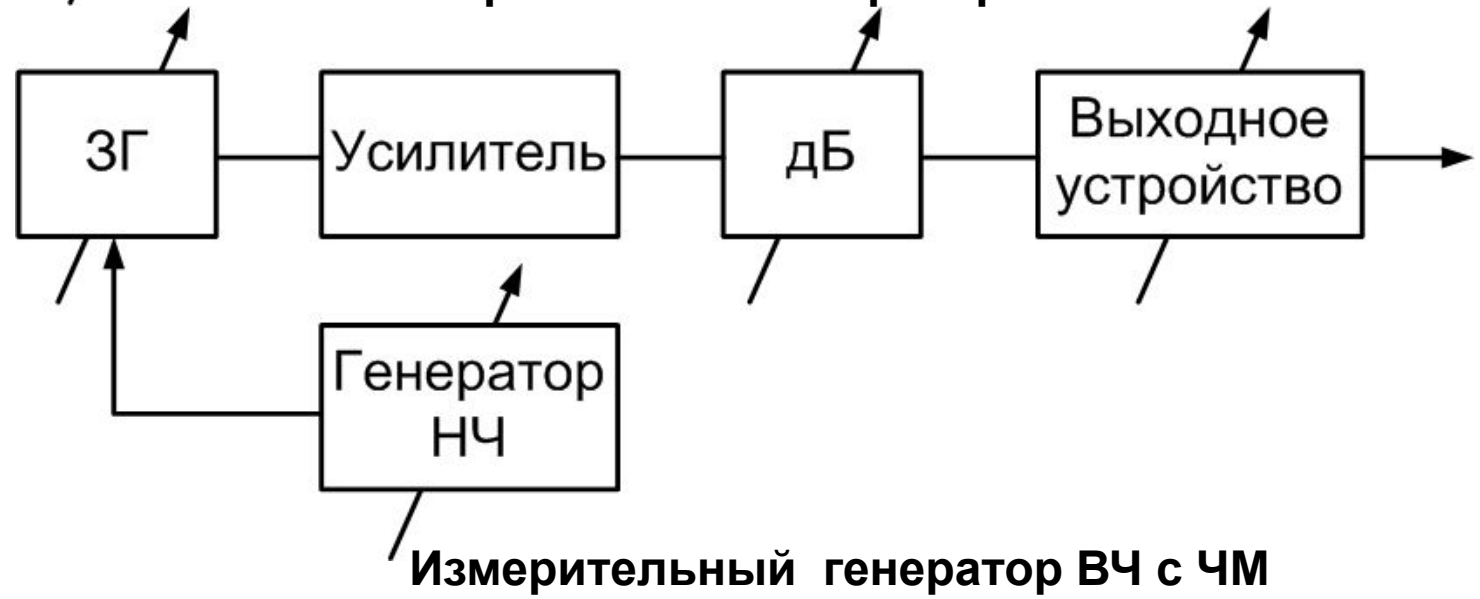 ЗГ
Усилитель
дБ
Выходное
устройство
Генератор
НЧ
Измерительный генератор ВЧ с ЧМ